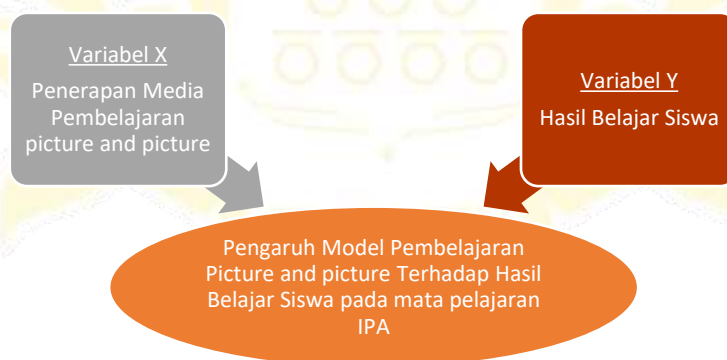 Variabel X
Penerapan Media
Pembelajaran
picture and picture
Variabel Y
Hasil Belajar Siswa
Pengaruh Model Pembelajaran
Picture and picture Terhadap Hasil
Belajar Siswa pada mata pelajaran
IPA